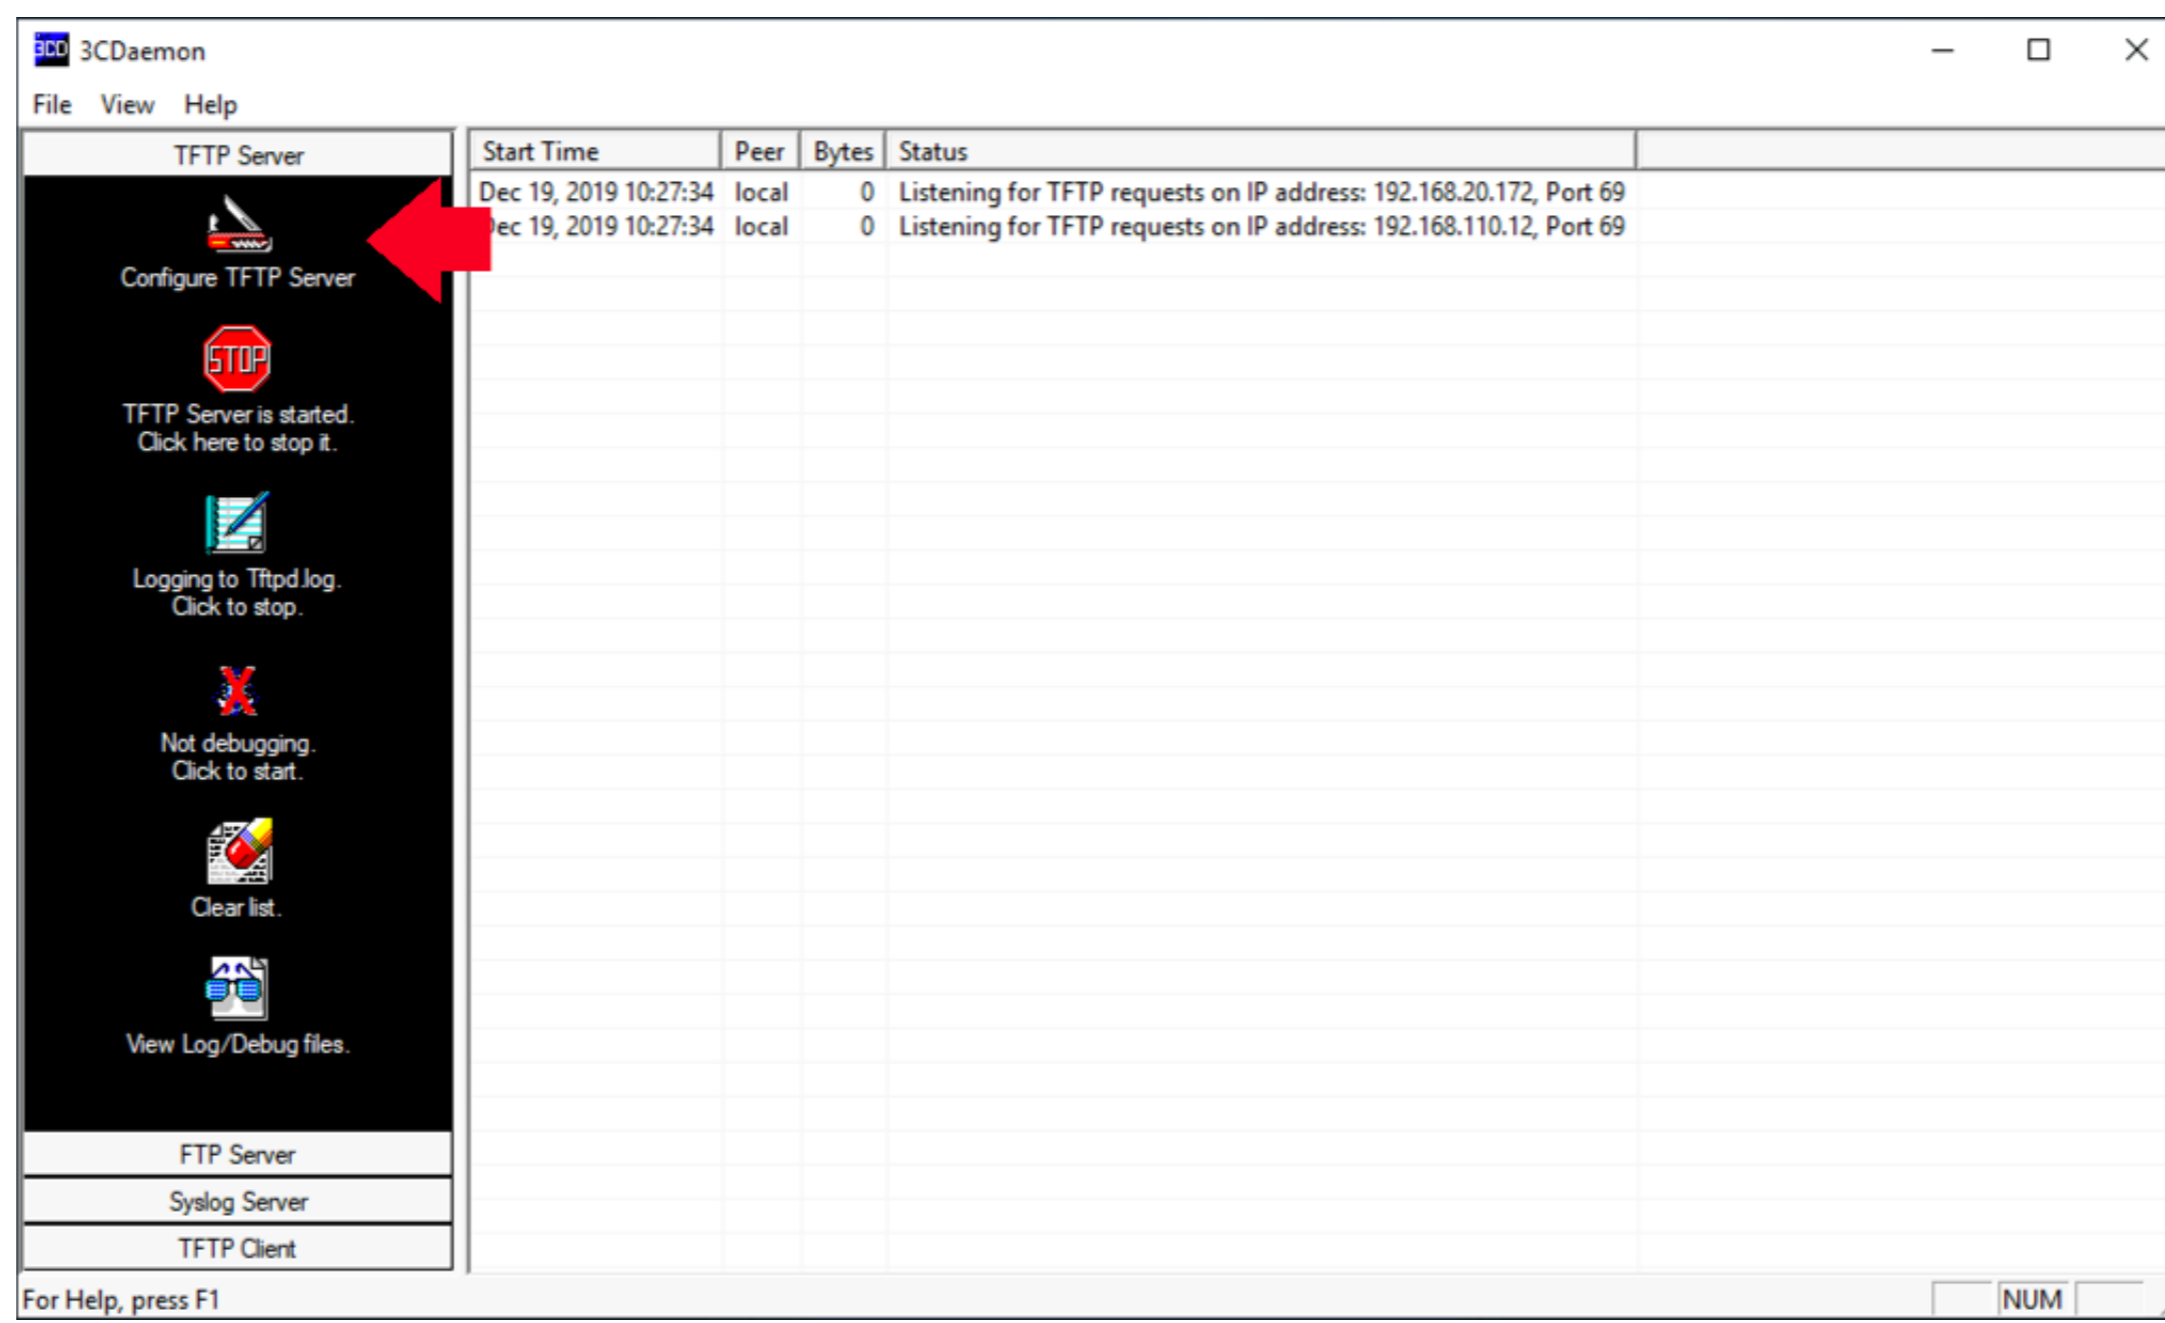 3CD 3CDaemon
File View Help
TFTP Server
Configure TFTP Server
STOP
TFTP Server is started.
Click here to stop it.
Logging to Tftpd.log.
Click to stop.
Not debugging.
Click to start.
Clear list.
View Log/Debug files.
FTP Server
Syslog Server
TFTP Client
Start Time Peer Bytes Status
Dec 19, 2019 10:27:34 local 0 Listening for TFTP requests on IP address: 192.168.20.172, Port 69
19, 2019 10:27:34 local 0 Listening for TFTP requests on IP address: 192.168.110.12, Port 69
For Help, press F1
NUM